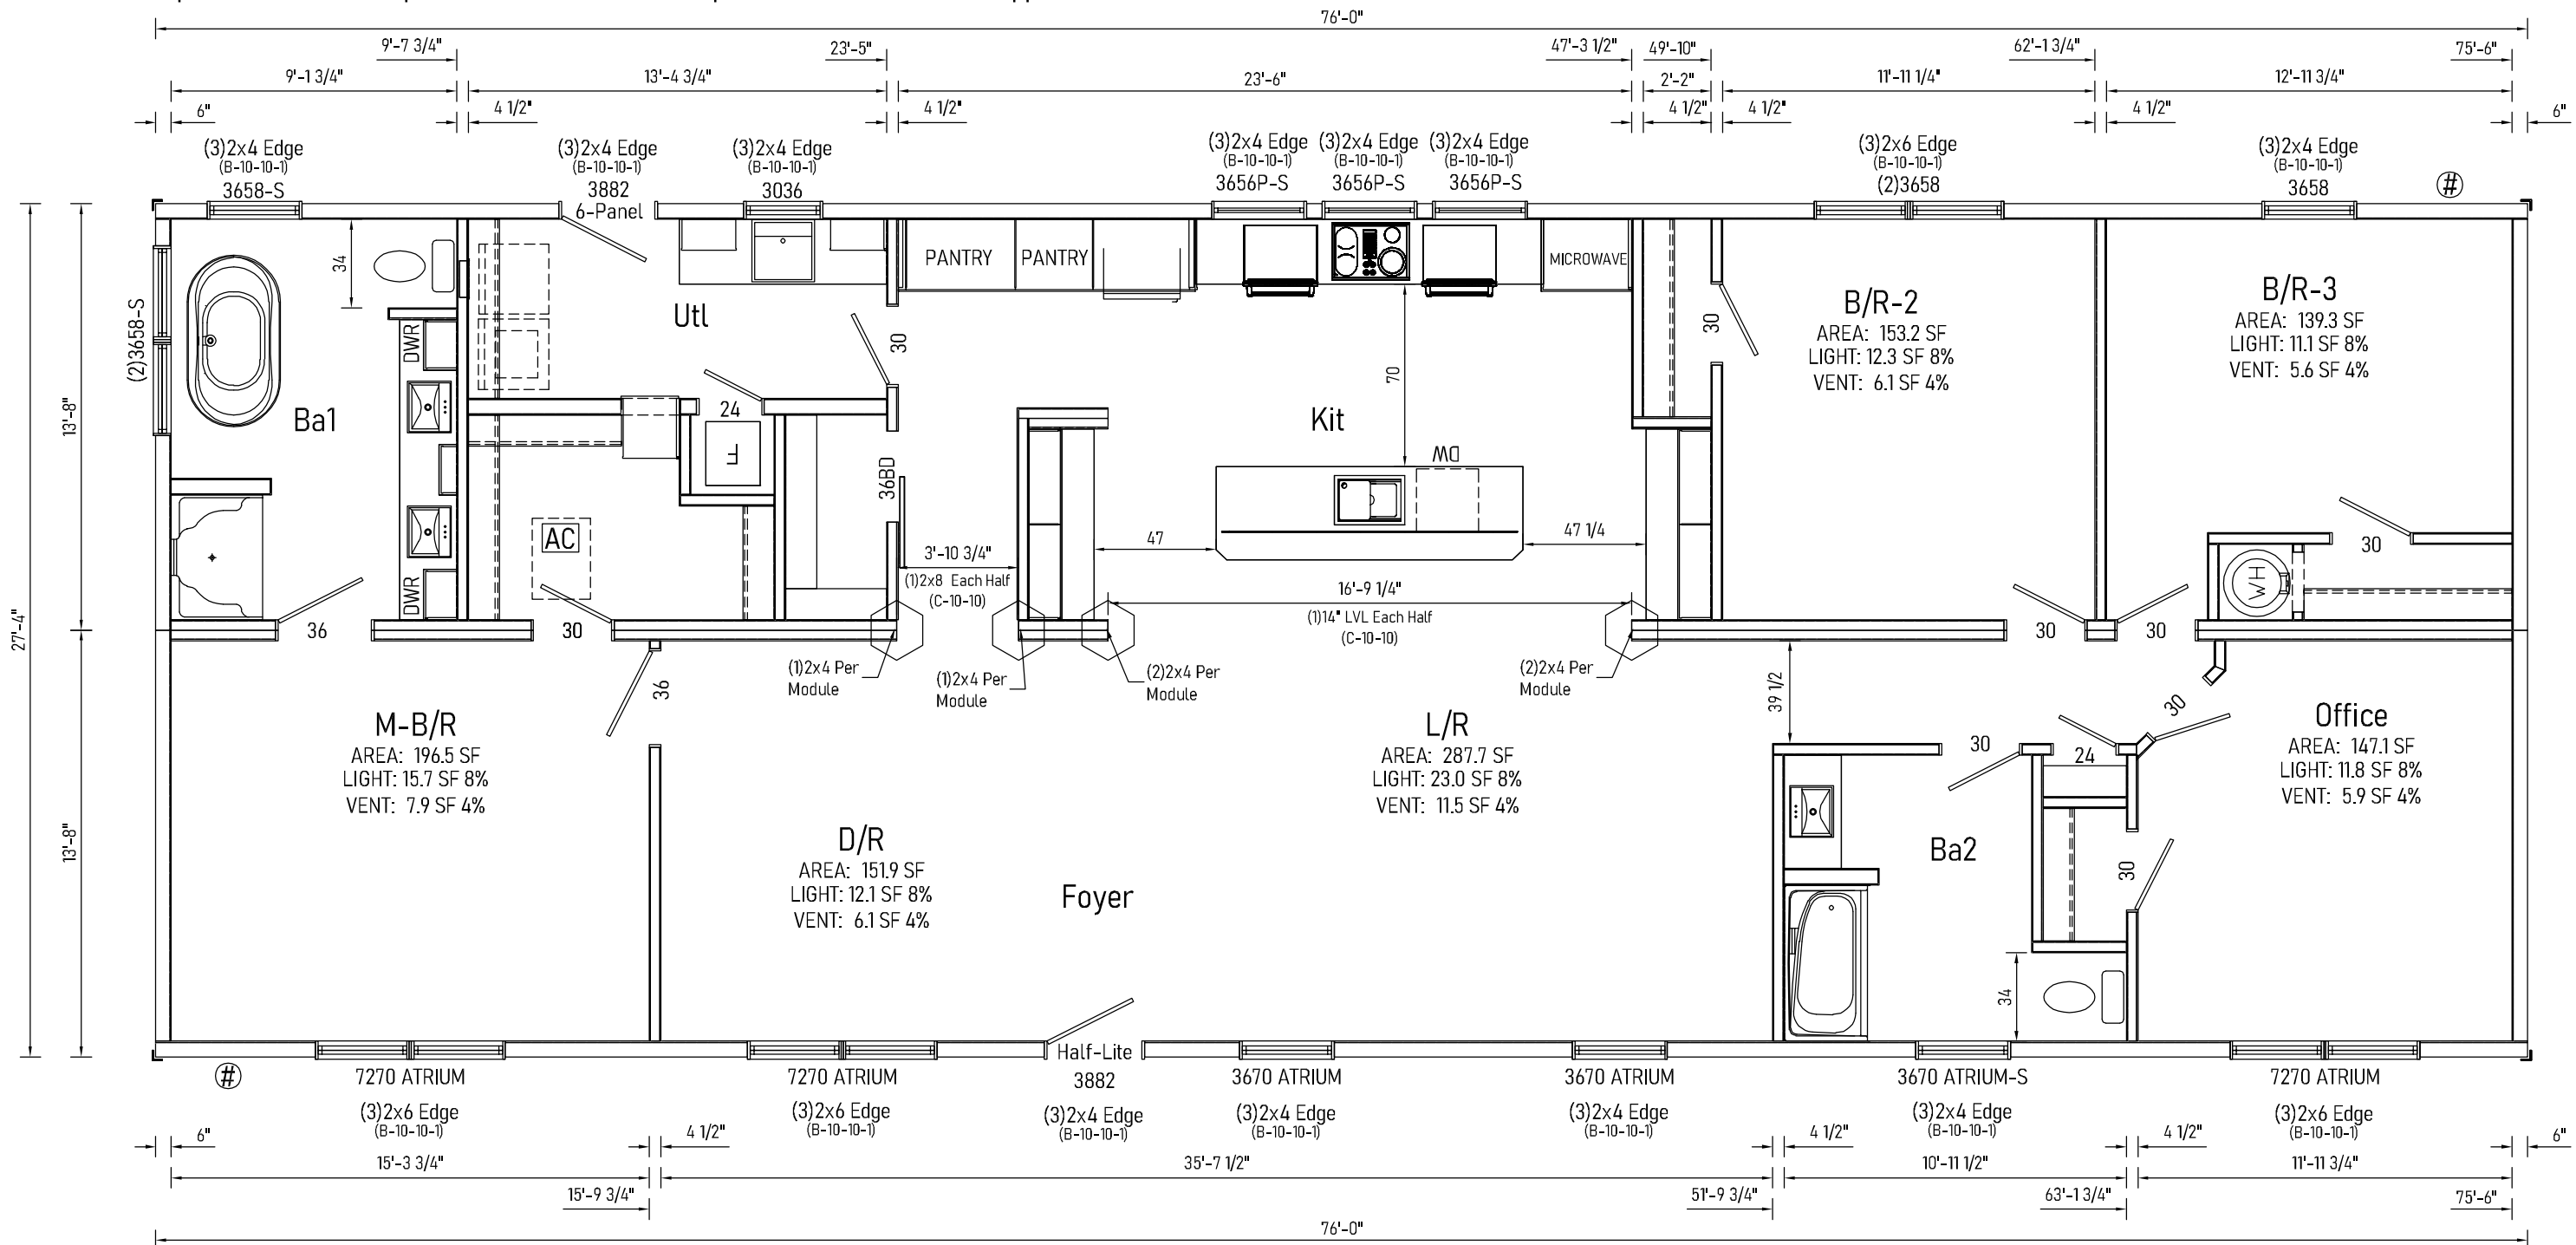 76'-0"
9'-7 3/4" 23'-5" 47'-3 1/2" 49'-10" 62'-1 3/4" 75'-6"
9'-1 3/4" 13'-4 3/4" 23'-6" 2'-2" 11'-11 1/4" 12'-11 3/4"
6" 4 1/2" 4 1/2" 4 1/2" 4 1/2" 4 1/2" 6"
(3)2x4 Edge
(B-10-10-1)
3658-S
(3)2x4 Edge
(B-10-10-1)
3882
6-Panel
(3)2x4 Edge
(B-10-10-1)
3036
(3)2x4 Edge
(B-10-10-1)
3656P-S
(3)2x4 Edge
(B-10-10-1)
3656P-S
(3)2x4 Edge
(B-10-10-1)
3656P-S
(3)2x6 Edge
(B-10-10-1)
(2)3658
(3)2x4 Edge
(B-10-10-1)
3658
#
27'-4"
13'-8"
13'-8"
(2)3658-S
34
DWR
Ba1
DWR
36
Utl
30
24
F
36BD
AC
30
PANTRY
PANTRY
MICROWAVE
Kit
70
DW
47
47 1/4
3'-10 3/4"
(1)2x8 Each Half
(C-10-10)
16'-9 1/4"
(1)14" LVL Each Half
(C-10-10)
30
B/R-2
AREA: 153.2 SF
LIGHT: 12.3 SF 8%
VENT: 6.1 SF 4%
B/R-3
AREA: 139.3 SF
LIGHT: 11.1 SF 8%
VENT: 5.6 SF 4%
30
WH
30
30
(1)2x4 Per
Module
(1)2x4 Per
Module
(2)2x4 Per
Module
(2)2x4 Per
Module
36
M-B/R
AREA: 196.5 SF
LIGHT: 15.7 SF 8%
VENT: 7.9 SF 4%
D/R
AREA: 151.9 SF
LIGHT: 12.1 SF 8%
VENT: 6.1 SF 4%
Foyer
L/R
AREA: 287.7 SF
LIGHT: 23.0 SF 8%
VENT: 11.5 SF 4%
39 1/2
30
24
30
Ba2
30
34
Office
AREA: 147.1 SF
LIGHT: 11.8 SF 8%
VENT: 5.9 SF 4%
#
7270 ATRIUM
(3)2x6 Edge
(B-10-10-1)
7270 ATRIUM
(3)2x6 Edge
(B-10-10-1)
Half-Lite
3882
(3)2x4 Edge
(B-10-10-1)
3670 ATRIUM
(3)2x4 Edge
(B-10-10-1)
3670 ATRIUM
(3)2x4 Edge
(B-10-10-1)
3670 ATRIUM-S
(3)2x4 Edge
(B-10-10-1)
7270 ATRIUM
(3)2x6 Edge
(B-10-10-1)
6" 4 1/2" 4 1/2" 4 1/2" 6"
15'-3 3/4" 35'-7 1/2" 10'-11 1/2" 11'-11 3/4"
15'-9 3/4" 51'-9 3/4" 63'-1 3/4" 75'-6"
76'-0"